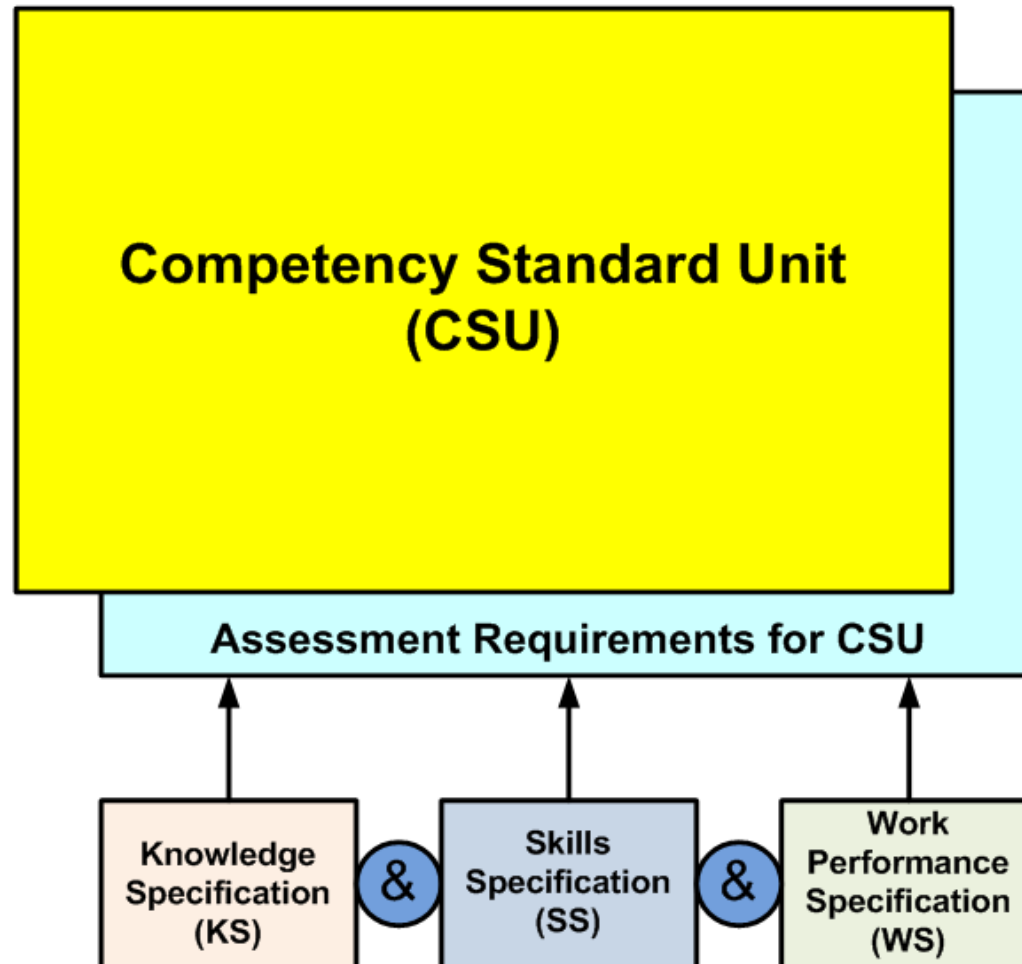 Competency Standard Unit
(CSU)
Assessment Requirements for CSU
Knowledge
Specification
(KS)
&
Skills
Specification
(SS)
&
Work
Performance
Specification
(WS)